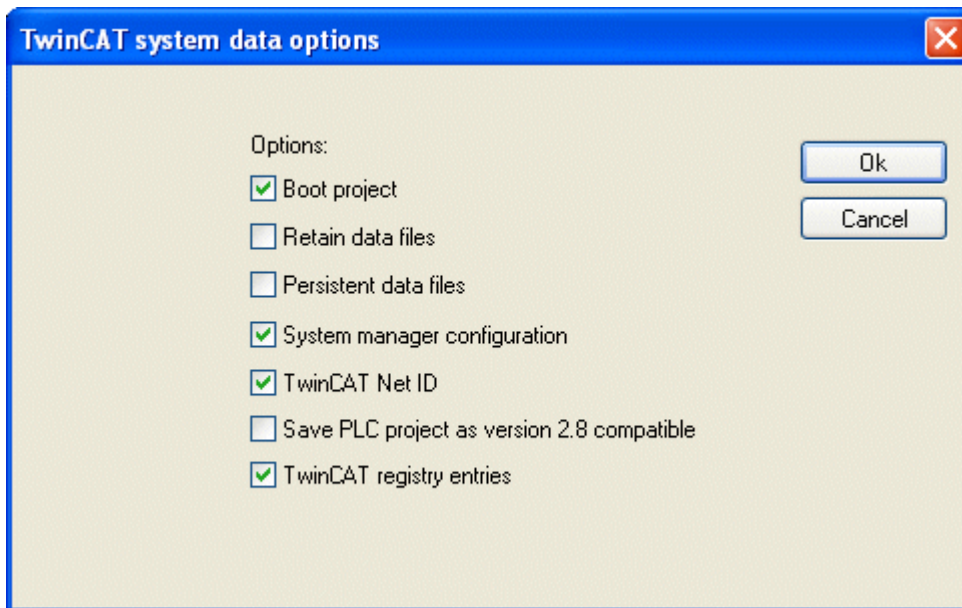 TwinCAT system data options
Options:
Boot project
Retain data files
Persistent data files
System manager configuration
TwinCAT Net ID
Save PLC project as version 2.8 compatible
TwinCAT registry entries
Ok
Cancel